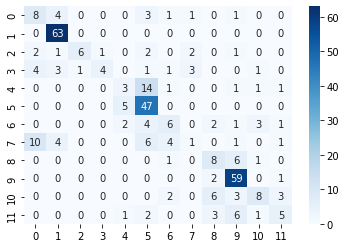 0 8 4 0 0 0 3 1 1 0 1 0 0 60
1 0 63 0 0 0 0 0 0 0 0 0 0
2 2 1 6 1 0 2 0 2 0 1 0 0 50
3 4 3 1 4 0 1 1 3 0 0 0 0
4 0 0 0 0 3 14 1 0 0 1 1 1 40
5 0 0 0 0 5 47 0 0 0 0 0 0
6 0 0 0 0 2 4 6 0 2 1 3 1 30
7 10 4 0 0 0 6 4 1 0 1 0 1
8 0 0 0 0 0 0 1 0 8 6 1 0 20
9 0 0 0 0 0 0 0 0 2 59 0 1
10 0 0 0 0 0 0 2 0 6 3 8 3 10
11 0 0 0 0 1 2 0 0 3 6 1 5
0
0 1 2 3 4 5 6 7 8 9 10 11